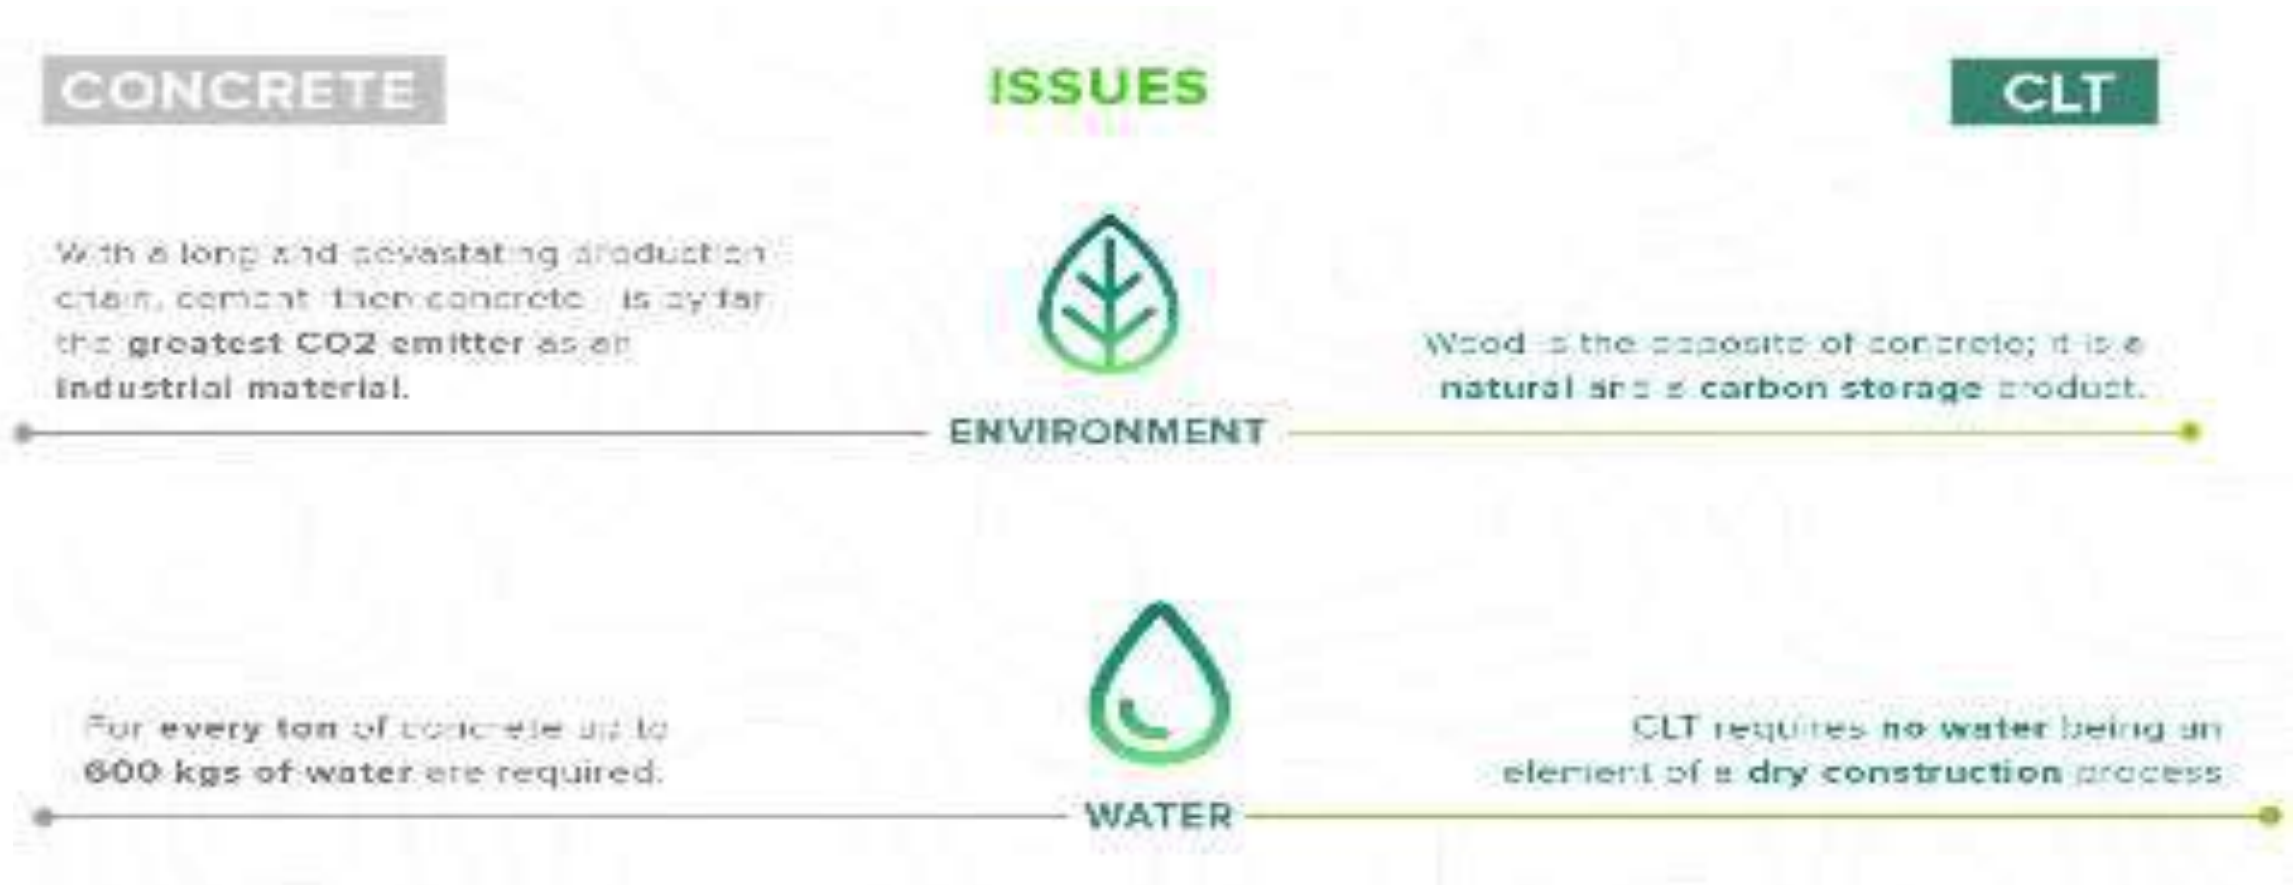 CONCRETE
ISSUES
CLT
With a long and devastating production
chain, cement then concrete is by far
the greatest CO2 emitter as an
industrial material.
Wood is the opposite of concrete; it is a
natural and a carbon storage product.
ENVIRONMENT
For every ton of concrete up to
600 kgs of water are required.
CLT requires no water being an
element of a dry construction process
WATER